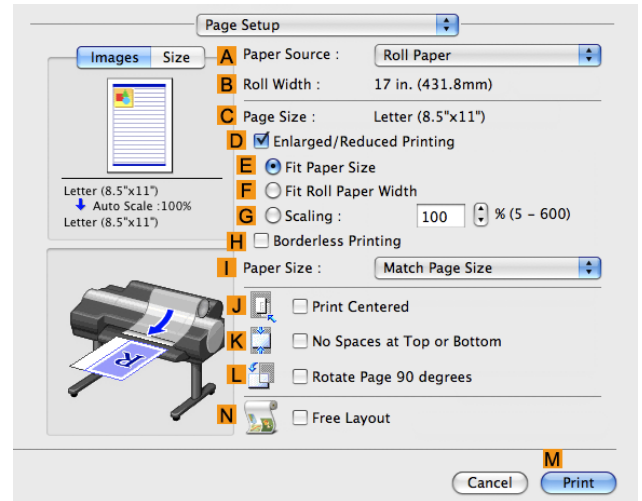 Page Setup
Images Size
A Paper Source : Roll Paper
B Roll Width : 17 in. (431.8mm)
C Page Size : Letter (8.5"x11")
D Enlarged/Reduced Printing
E Fit Paper Size
F Fit Roll Paper Width
G Scaling : 100 % (5 - 600)
Letter (8.5"x11")
Auto Scale :100%
Letter (8.5"x11")
H Borderless Printing
I Paper Size : Match Page Size
J Print Centered
K No Spaces at Top or Bottom
L Rotate Page 90 degrees
N Free Layout
R
M
Cancel Print